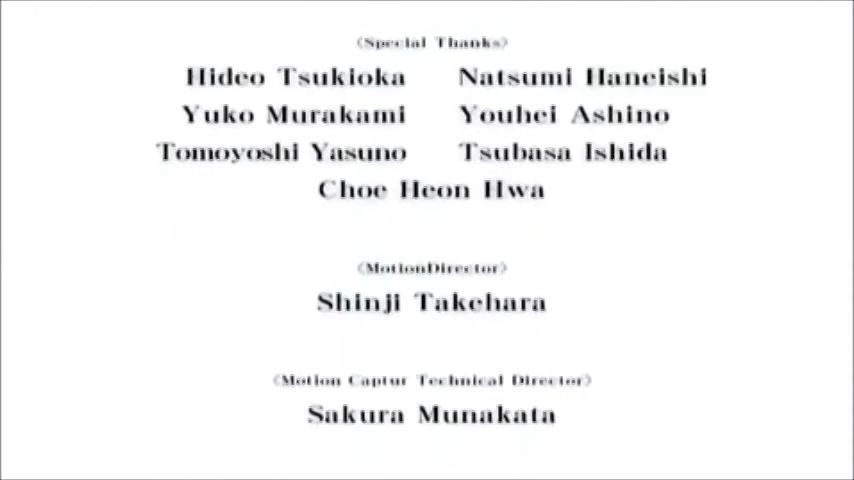 〈Special Thanks〉
Hideo Tsukioka Natsumi Haneishi
Yuko Murakami Youhei Ashino
Tomoyoshi Yasuno Tsubasa Ishida
Choe Heon Hwa
〈MotionDirector〉
Shinji Takehara
〈Motion Captur Technical Director〉
Sakura Munakata